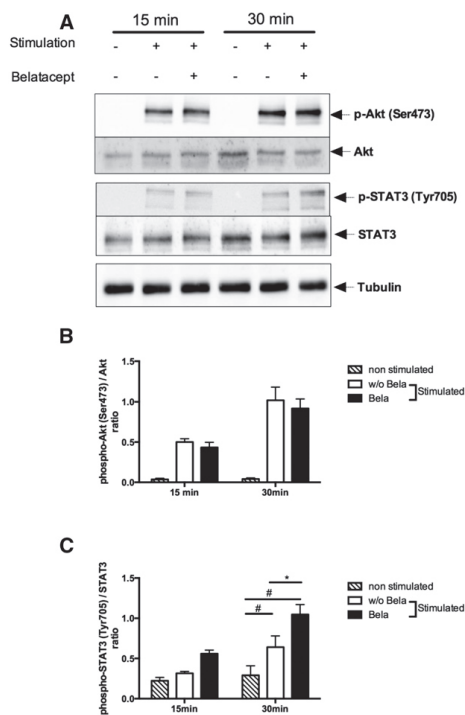 A
15 min 30 min
Stimulation - + + - + +
Belatacept - - + - - +
p-Akt (Ser473)
Akt
p-STAT3 (Tyr705)
STAT3
Tubulin
B
phospho-Akt (Ser473) / Akt
ratio
1.5
1.0
0.5
0.0
15 min 30min
non stimulated
w/o Bela
Bela
Stimulated
C
phospho-STAT3 (Tyr705) / STAT3
ratio
1.5
1.0
0.5
0.0
15min 30min
*
#
#
non stimulated
w/o Bela
Bela
Stimulated